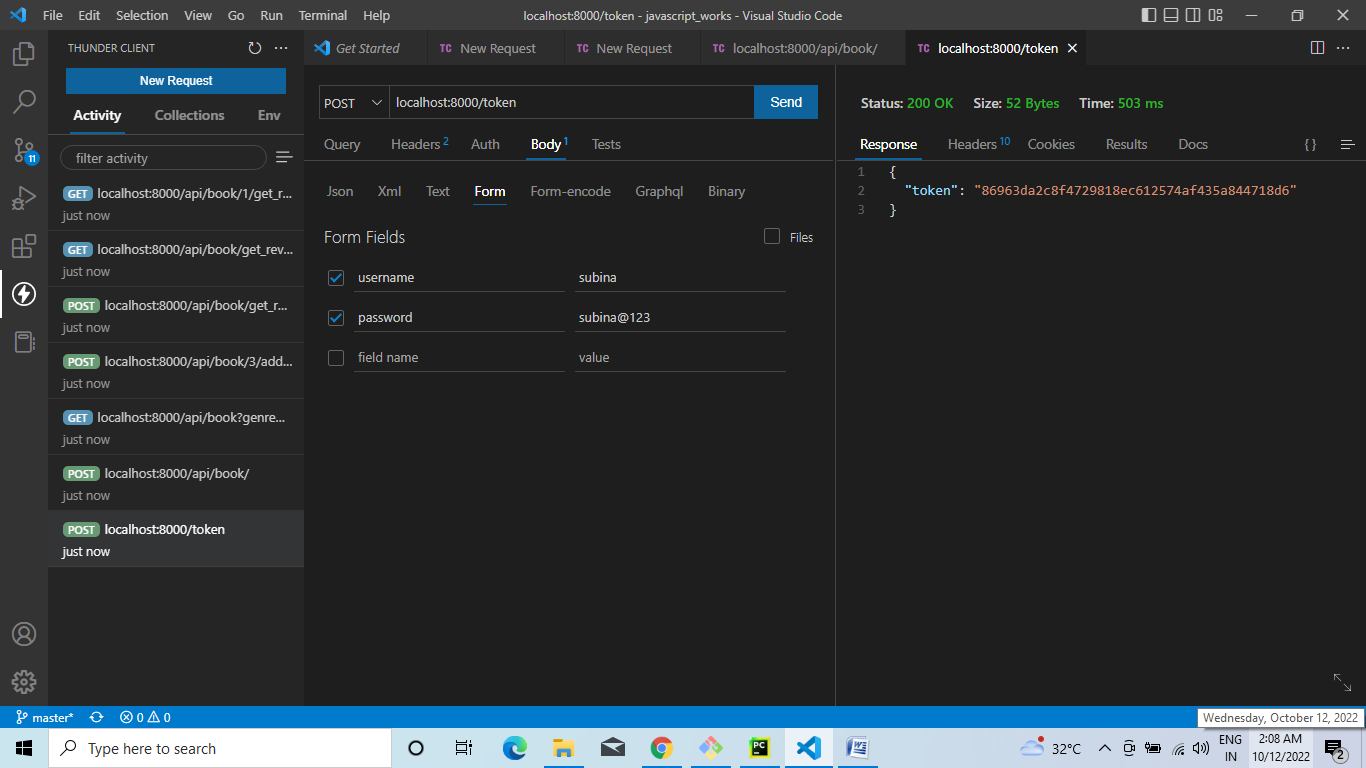 File Edit Selection View Go Run Terminal Help localhost:8000/token - javascript_works - Visual Studio Code
THUNDER CLIENT
New Request
Activity Collections Env
filter activity
GET localhost:8000/api/book/1/get_r...
just now
GET localhost:8000/api/book/get_rev...
just now
POST localhost:8000/api/book/get_r...
just now
POST localhost:8000/api/book/3/add...
just now
GET localhost:8000/api/book?genre...
just now
POST localhost:8000/api/book/
just now
POST localhost:8000/token
just now
11
Get Started TC New Request TC New Request TC localhost:8000/api/book/ TC localhost:8000/token
POST localhost:8000/token Send
Query Headers 2 Auth Body 1 Tests
Json Xml Text Form Form-encode Graphql Binary
Form Fields Files
username subina
password subina@123
field name value
Status: 200 OK Size: 52 Bytes Time: 503 ms
Response Headers 10 Cookies Results Docs { }
1 {
2 "token": "86963da2c8f4729818ec612574af435a844718d6"
3 }
master* 0 0
Wednesday, October 12, 2022
Type here to search
PC
32°C
ENG
IN
2:08 AM
10/12/2022
2